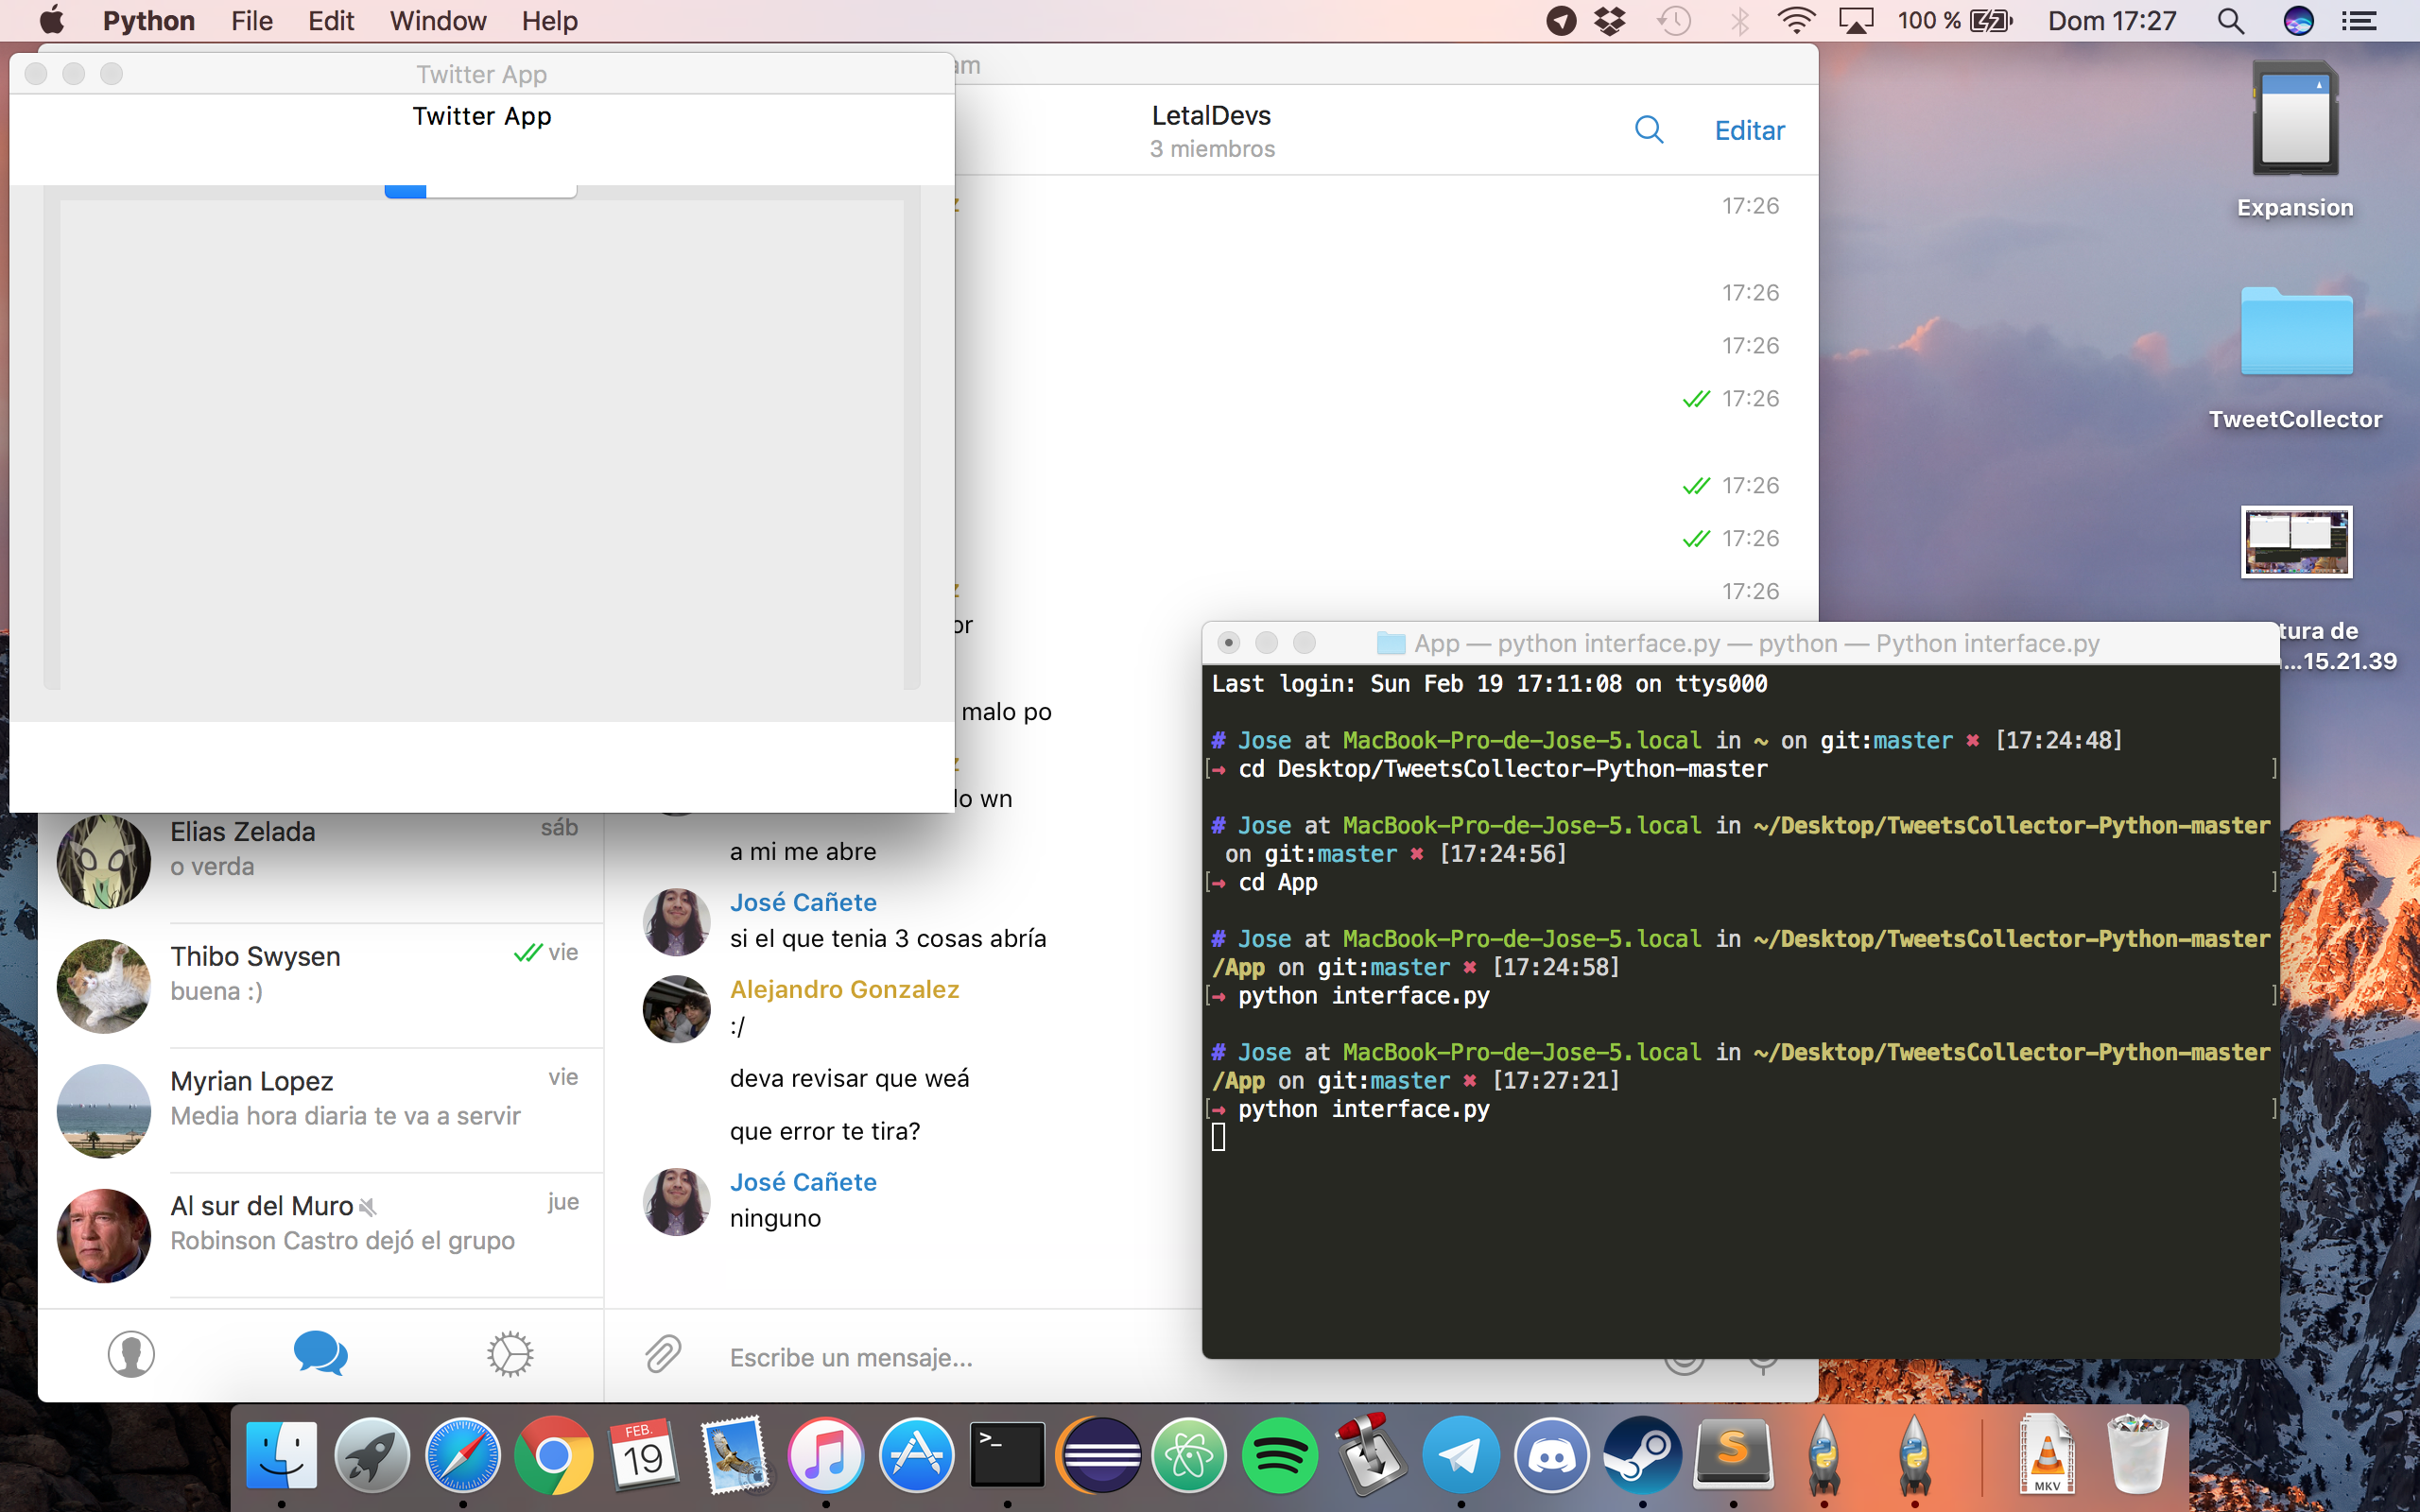 Python File Edit Window Help 100 % Dom 17:27
Twitter App
Twitter App
am
LetalDevs
3 miembros
Editar
z 17:26
17:26
17:26
17:26
17:26
17:26
z 17:26
or
malo po
z
lo wn
a mi me abre
José Cañete
si el que tenia 3 cosas abría
Alejandro Gonzalez
:/
deva revisar que weá
que error te tira?
José Cañete
ninguno
Escribe un mensaje...
Elias Zelada sáb
o verda
Thibo Swysen vie
buena :)
Myrian Lopez vie
Media hora diaria te va a servir
Al sur del Muro jue
Robinson Castro dejó el grupo
App — python interface.py — python — Python interface.py
Last login: Sun Feb 19 17:11:08 on ttys000
# Jose at MacBook-Pro-de-Jose-5.local in ~ on git:master ✖ [17:24:48]
[→ cd Desktop/TweetsCollector-Python-master ]
# Jose at MacBook-Pro-de-Jose-5.local in ~/Desktop/TweetsCollector-Python-master
on git:master ✖ [17:24:56]
[→ cd App ]
# Jose at MacBook-Pro-de-Jose-5.local in ~/Desktop/TweetsCollector-Python-master
/App on git:master ✖ [17:24:58]
[→ python interface.py ]
# Jose at MacBook-Pro-de-Jose-5.local in ~/Desktop/TweetsCollector-Python-master
/App on git:master ✖ [17:27:21]
[→ python interface.py ]
Expansion
TweetCollector
tura de
...15.21.39
FEB.
19
>_
S
MKV